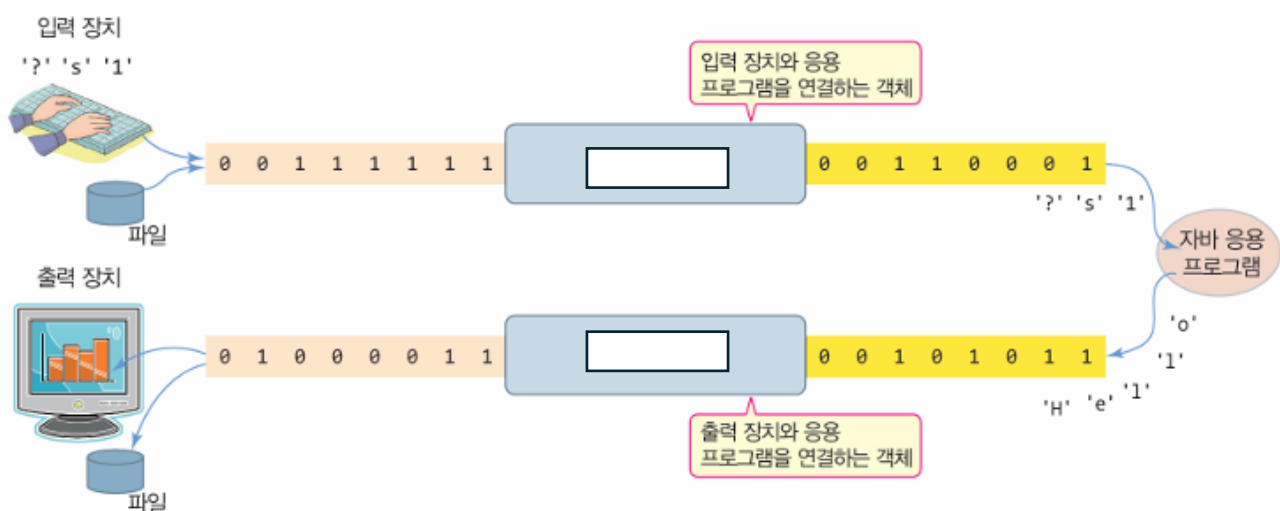 입력 장치
'?' 's' '1'
입력 장치와 응용
프로그램을 연결하는 객체
0 0 1 1 1 1 1 1
0 0 1 1 0 0 0 1
'?' 's' '1'
파일
자바 응용
프로그램
출력 장치
'o'
'l'
'l'
'e'
'H'
0 1 0 0 0 0 1 1
0 0 1 0 1 0 1 1
출력 장치와 응용
프로그램을 연결하는 객체
파일